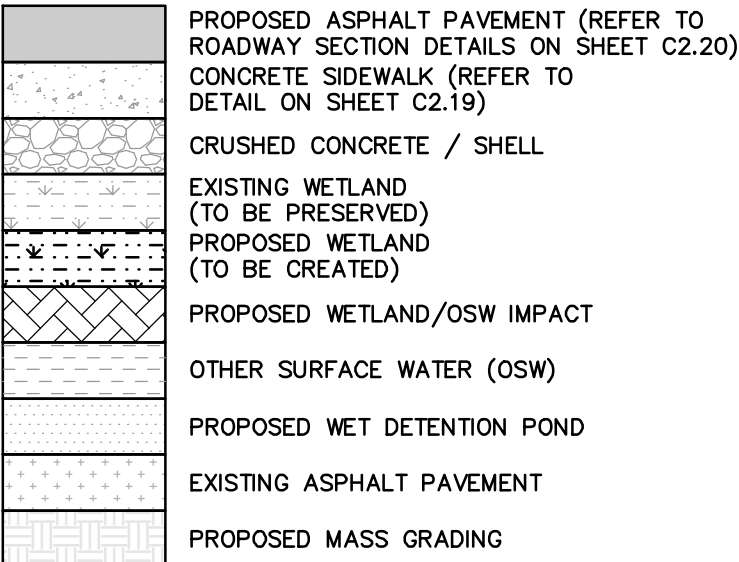 PROPOSED ASPHALT PAVEMENT (REFER TO
ROADWAY SECTION DETAILS ON SHEET C2.20)
CONCRETE SIDEWALK (REFER TO
DETAIL ON SHEET C2.19)
CRUSHED CONCRETE / SHELL
EXISTING WETLAND
(TO BE PRESERVED)
PROPOSED WETLAND
(TO BE CREATED)
PROPOSED WETLAND/OSW IMPACT
OTHER SURFACE WATER (OSW)
PROPOSED WET DETENTION POND
EXISTING ASPHALT PAVEMENT
PROPOSED MASS GRADING